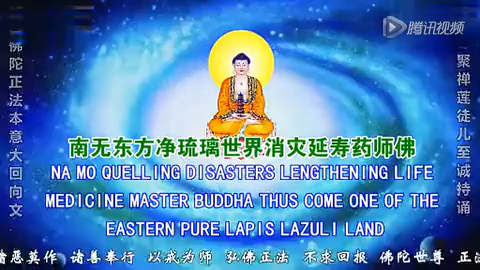 腾讯视频
佛陀正法本意大回向文
聚禅莲徒儿至诚持诵
南无东方净琉璃世界消灾延寿药师佛
NA MO QUELLING DISASTERS LENGTHENING LIFE
MEDICINE MASTER BUDDHA THUS COME ONE OF THE
EASTERN PURE LAPIS LAZULI LAND
诸恶莫作 诸善奉行 以戒为师 弘佛正法 不求回报 佛陀世尊 正法